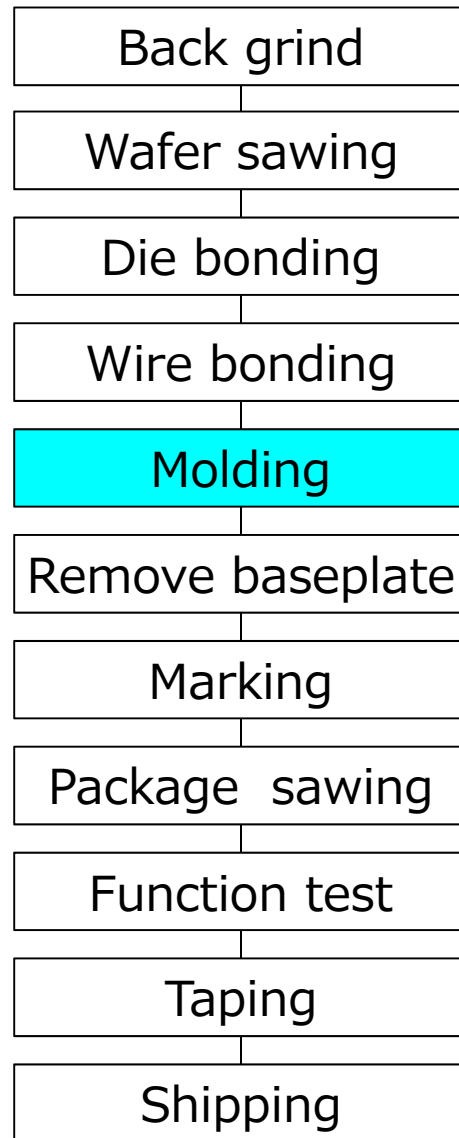 Back grind
Wafer sawing
Die bonding
Wire bonding
Molding
Remove baseplate
Marking
Package  sawing
Function test
Taping
Shipping